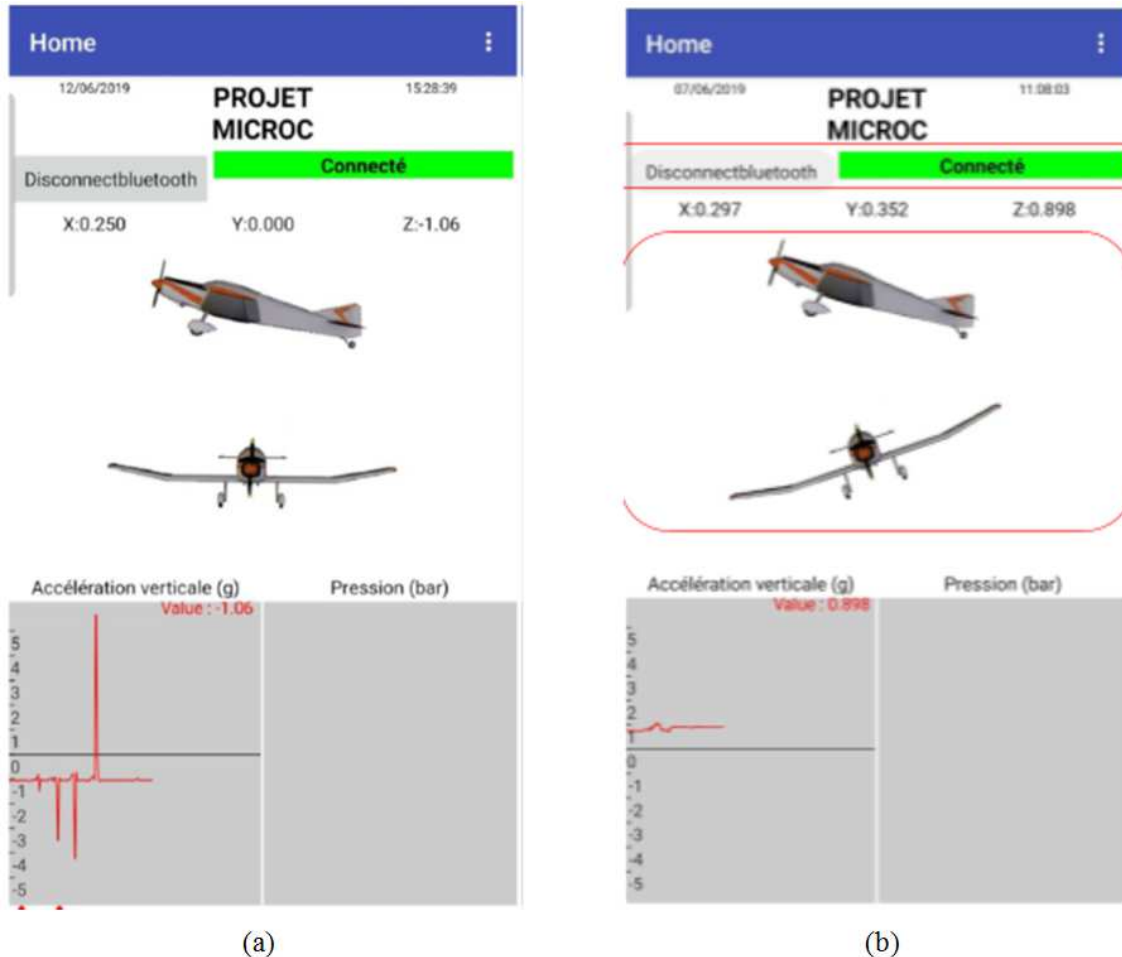 Home
12/06/2019
15:28:39
PROJET
MICROC
Connecté
Disconnectbluetooth
X:0.250 Y:0.000 Z:-1.06
Accélération verticale (g)
Pression (bar)
Value : -1.06
5
4
3
2
1
0
-1
-2
-3
-4
-5
(a)
Home
07/06/2019
11:08:03
PROJET
MICROC
Connecté
Disconnectbluetooth
X:0.297 Y:0.352 Z:0.898
Accélération verticale (g)
Pression (bar)
Value : 0.898
5
4
3
2
1
0
-1
-2
-3
-4
-5
(b)